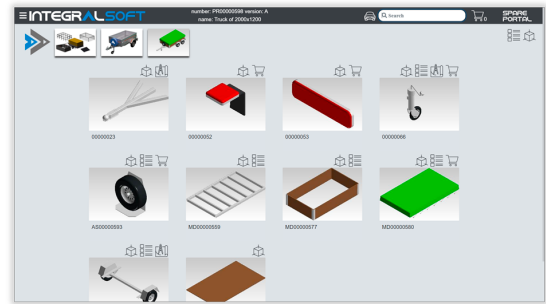 INTEGRALSOFT
number: PR00000598 version: A
name: Truck of 2000x1200
Search
0
SPARE
PORTAL
00000023
00000052
00000053
00000066
AS00000593
MD00000559
MD00000577
MD00000580